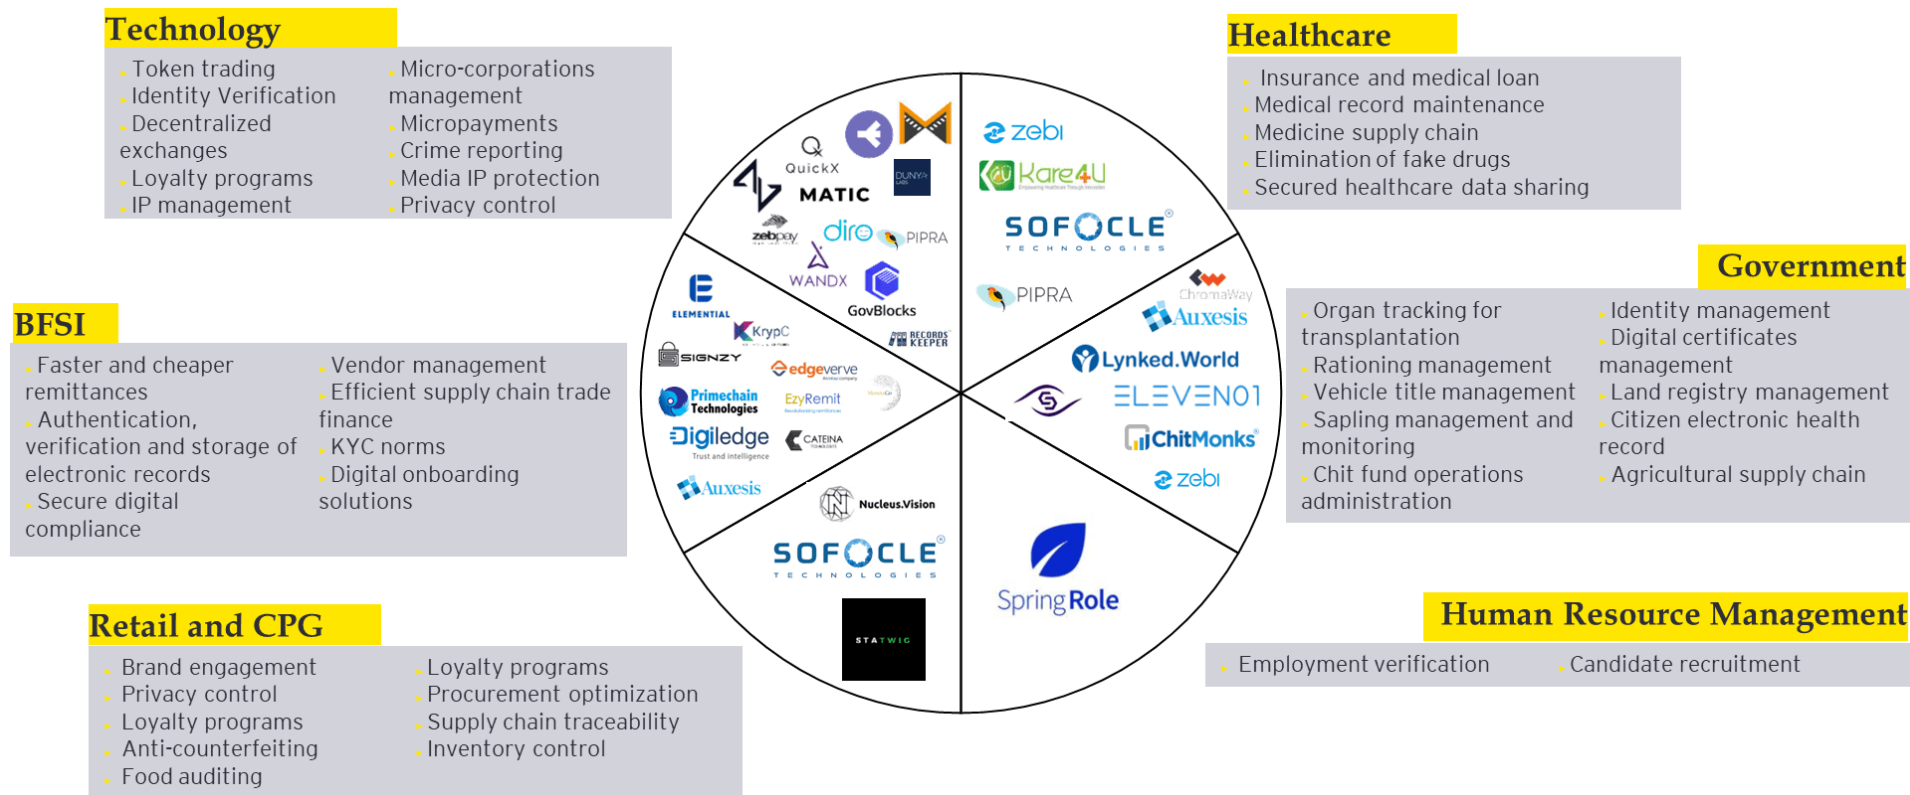 Technology
Token trading
Identity Verification
Decentralized
exchanges
Loyalty programs
IP management
Micro-corporations
management
Micropayments
Crime reporting
Media IP protection
Privacy control
Healthcare
Insurance and medical loan
Medical record maintenance
Medicine supply chain
Elimination of fake drugs
Secured healthcare data sharing
BFSI
Faster and cheaper
remittances
Authentication,
verification and storage of
electronic records
Secure digital
compliance
Vendor management
Efficient supply chain trade
finance
KYC norms
Digital onboarding
solutions
Government
Organ tracking for
transplantation
Rationing management
Vehicle title management
Sapling management and
monitoring
Chit fund operations
administration
Identity management
Digital certificates
management
Land registry management
Citizen electronic health
record
Agricultural supply chain
Retail and CPG
Brand engagement
Privacy control
Loyalty programs
Anti-counterfeiting
Food auditing
Loyalty programs
Procurement optimization
Supply chain traceability
Inventory control
Human Resource Management
Employment verification
Candidate recruitment
QuickX
MATIC
DUNYA
LABS
zebpay
diro
PIPRA
WANDX
GovBlocks
RECORDS
KEEPER
zebi
Kare4U
SOFOCLE®
TECHNOLOGIES
PIPRA
ELEMENTIAL
KrypC
SIGNZY
edgeverve
Primechain
Technologies
EzyRemit
Digiledge
Trust and intelligence
CATEINA
TECHNOLOGIES
Auxesis
ChromaWay
Auxesis
Lynked.World
ELEVEN01
ChitMonks
zebi
Nucleus.Vision
SOFOCLE®
TECHNOLOGIES
STATWIG
SpringRole